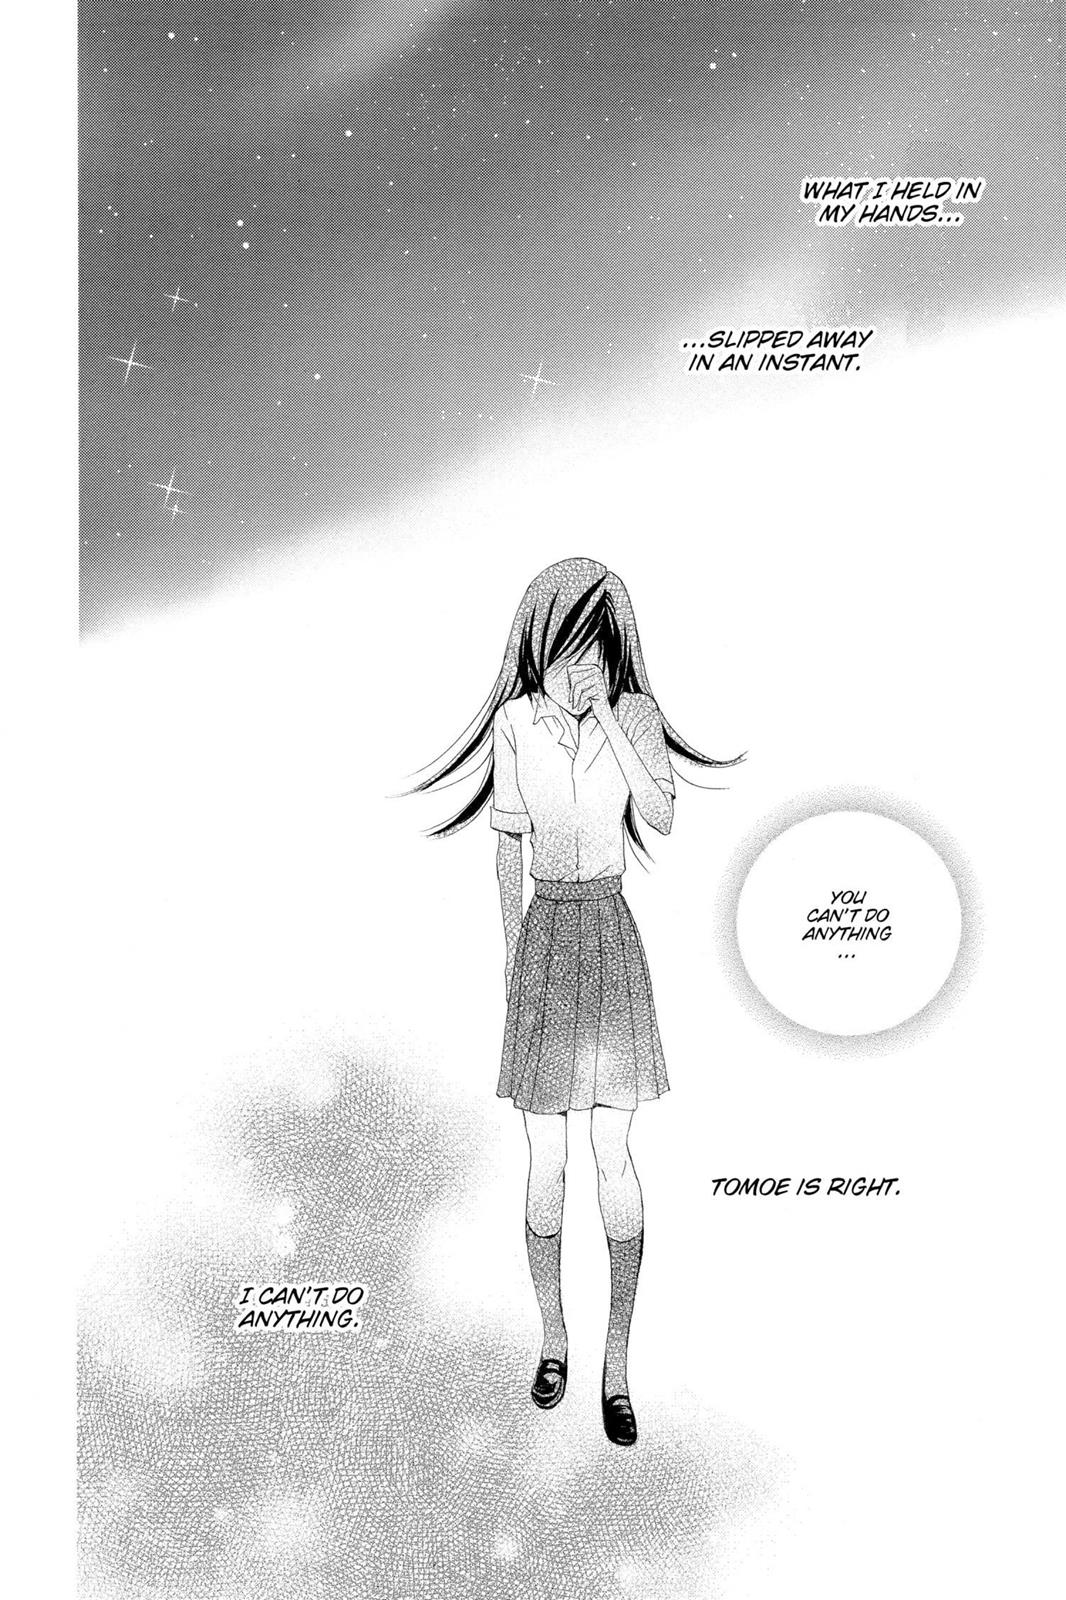 WHAT I HELD IN
MY HANDS...
...SLIPPED AWAY
IN AN INSTANT.
YOU
CAN'T DO
ANYTHING
...
TOMOE IS RIGHT.
I CAN'T DO
ANYTHING.